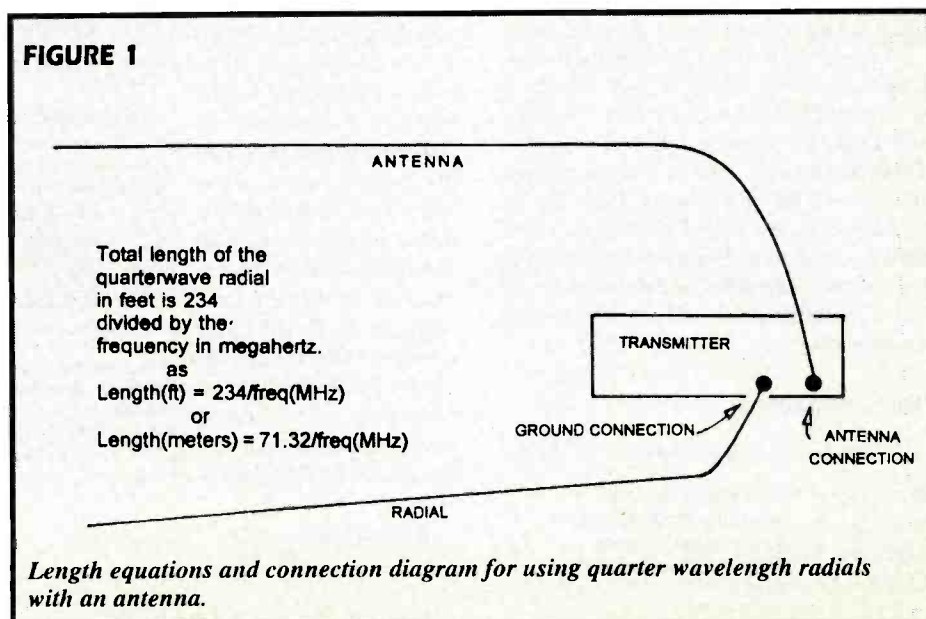 FIGURE 1
ANTENNA
Total length of the
quarterwave radial
in feet is 234
divided by the
frequency in megahertz.
as
Length(ft) = 234/freq(MHz)
or
Length(meters) = 71.32/freq(MHz)
TRANSMITTER
GROUND CONNECTION
ANTENNA
CONNECTION
RADIAL
Length equations and connection diagram for using quarter wavelength radials
with an antenna.